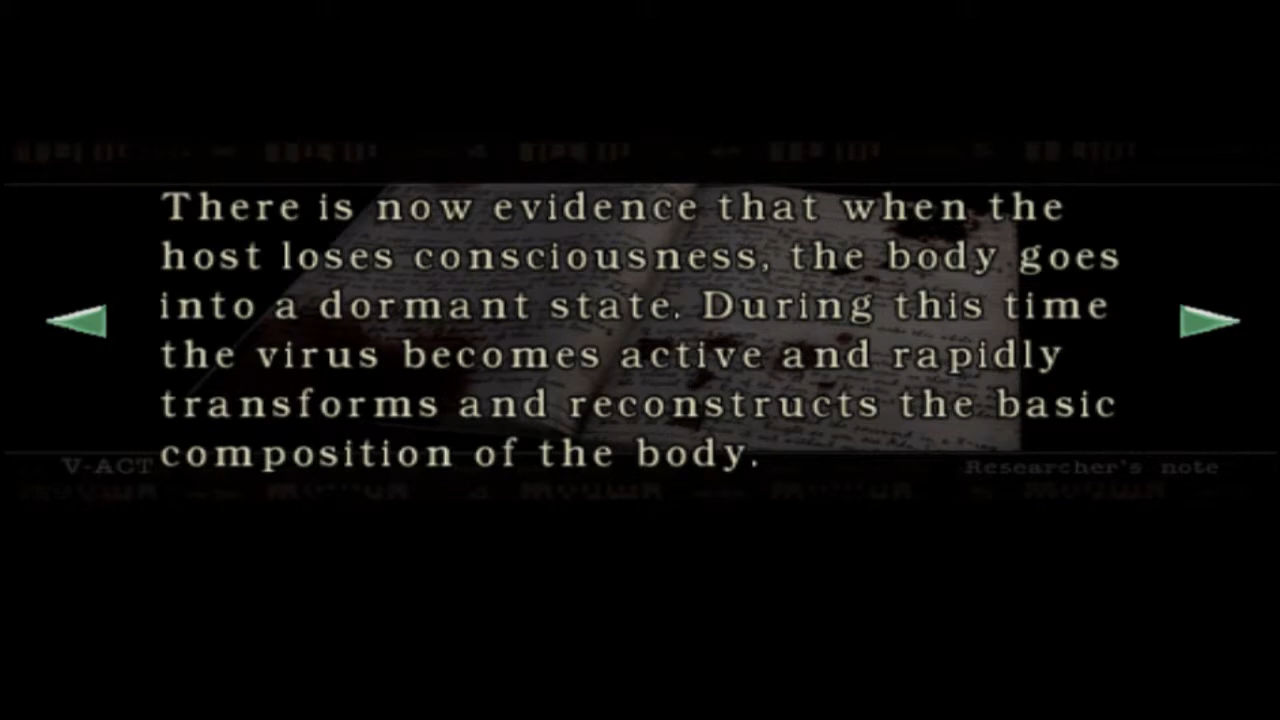 There is now evidence that when the
host loses consciousness, the body goes
into a dormant state. During this time
the virus becomes active and rapidly
transforms and reconstructs the basic
composition of the body.
V-ACT
Researcher's note